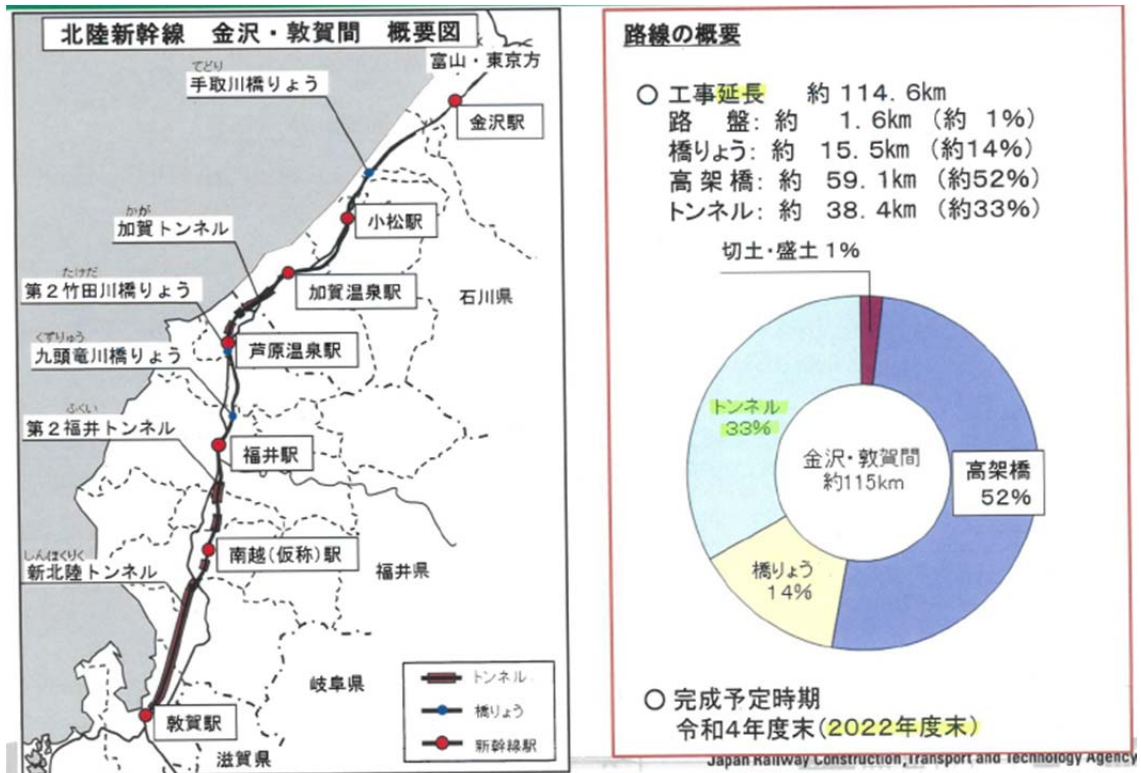 北陸新幹線 金沢・敦賀間 概要図
富山・東京方
てどり
手取川橋りょう
金沢駅
小松駅
かが
加賀トンネル
加賀温泉駅
石川県
たけだ
第2竹田川橋りょう
芦原温泉駅
くずりゅう
九頭竜川橋りょう
ふくい
第2福井トンネル
福井駅
南越(仮称)駅
しんほくりく
新北陸トンネル
福井県
岐阜県
敦賀駅
滋賀県
トンネル
橋りょう
新幹線駅
路線の概要
○ 工事延長 約114.6km
路 盤: 約 1.6km (約 1%)
橋りょう: 約 15.5km (約14%)
高架橋: 約 59.1km (約52%)
トンネル: 約 38.4km (約33%)
切土・盛土1%
トンネル
33%
金沢・敦賀間
約115km
高架橋
52%
橋りょう
14%
○ 完成予定時期
令和4年度末(2022年度末)
Japan Railway Construction,Transport and Technology Agency